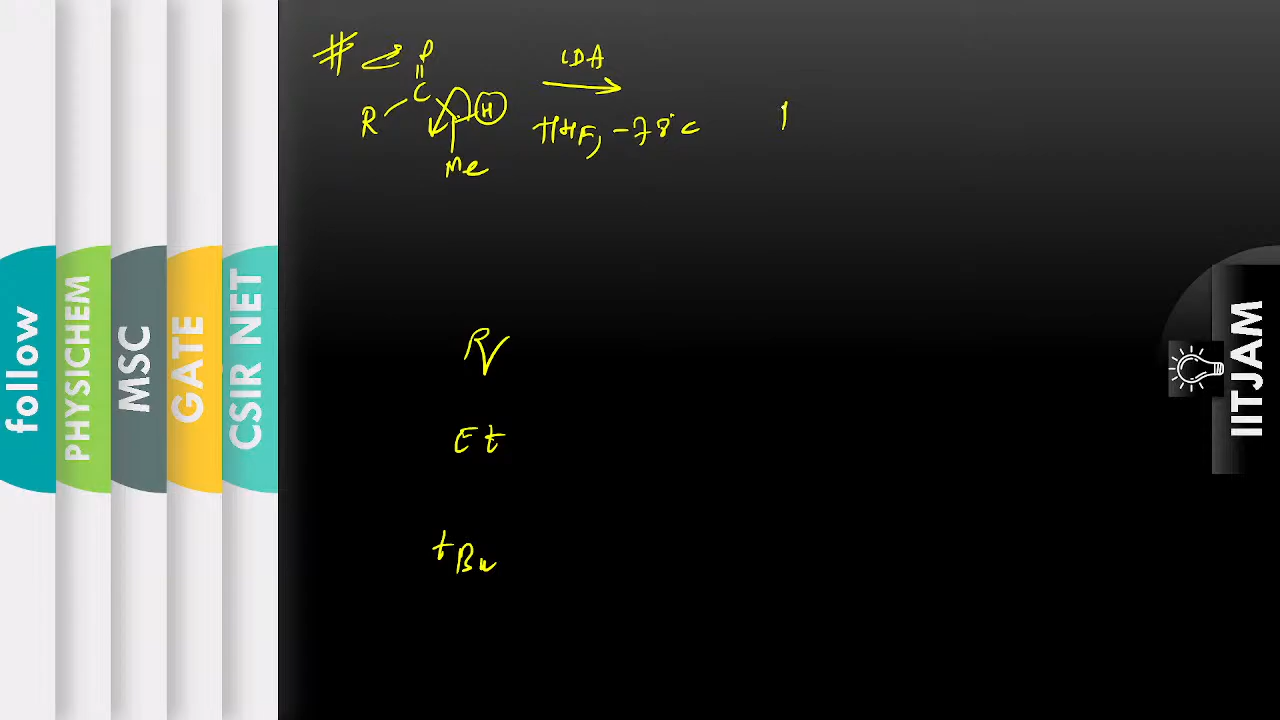 LDA
THF, -78°C
R
C
H
Me
R
Et
tBu
follow
PHYSICHEM
MSC
GATE
CSIR NET
IITJAM